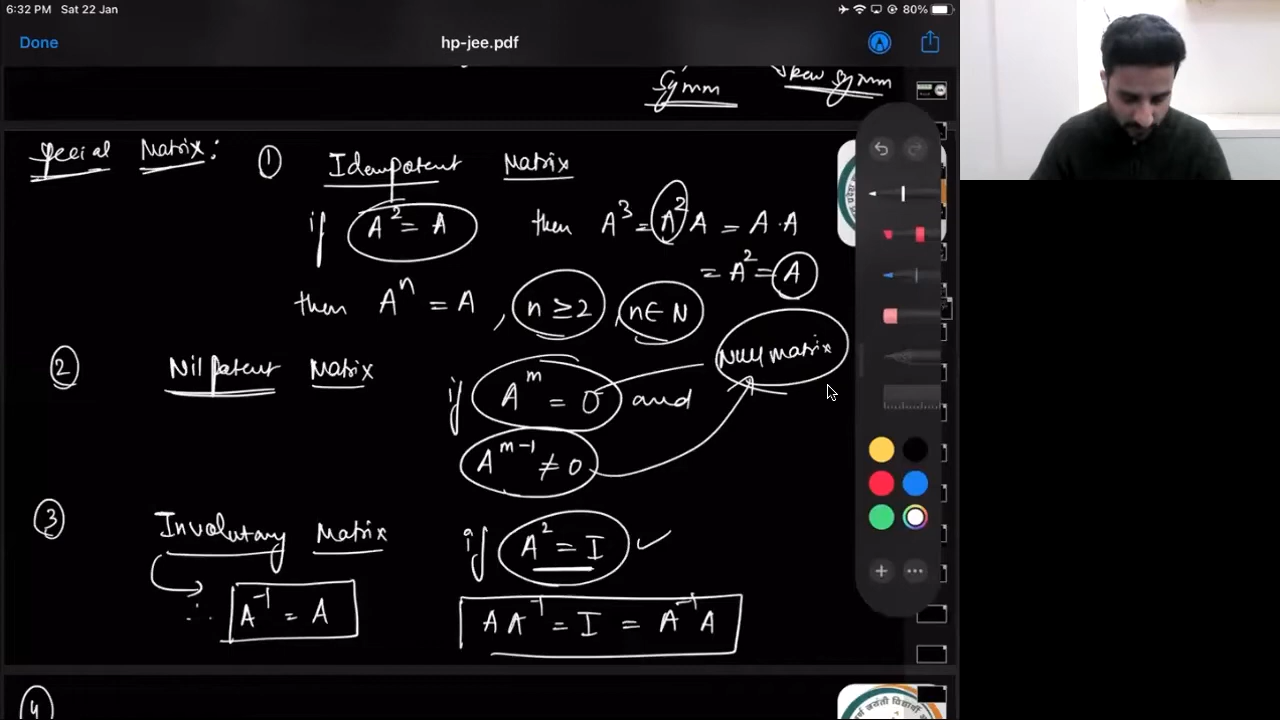 6:32 PM Sat 22 Jan 80%
Done hp-jee.pdf
Symm Skew Symm
Special Matrix: ① Idempotent Matrix
if A² = A then A³ = A²A = A·A
= A² = A
then Aⁿ = A , n ≥ 2 , n ∈ N
② Nilpotent Matrix if A^m = 0 and Null matrix
A^(m-1) ≠ 0
③ Involutary Matrix if A² = I ✓
∴ A⁻¹ = A AA⁻¹ = I = A⁻¹A
④